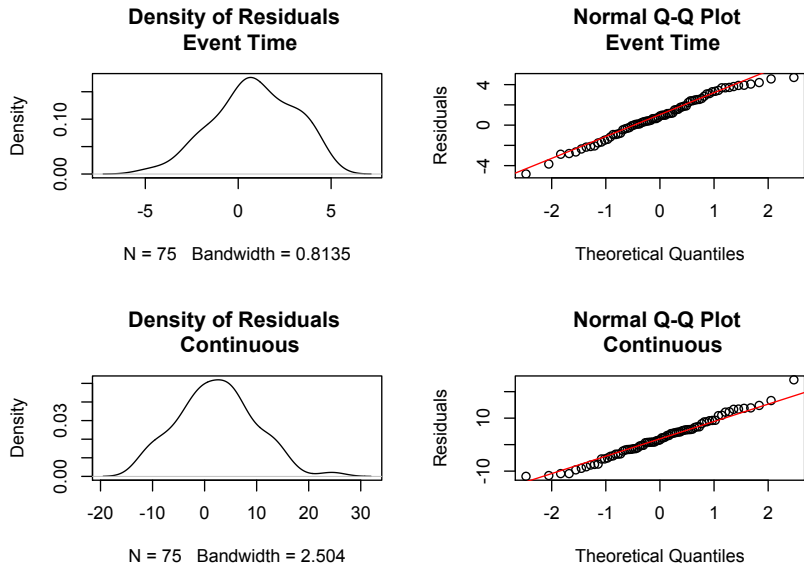 Density of Residuals
Event Time
Density
0.00
0.10
-5
0
5
N = 75 Bandwidth = 0.8135
Normal Q-Q Plot
Event Time
Residuals
-4
0
4
-2
-1
0
1
2
Theoretical Quantiles
Density of Residuals
Continuous
Density
0.00
0.03
-20
-10
0
10
20
30
N = 75 Bandwidth = 2.504
Normal Q-Q Plot
Continuous
Residuals
-10
10
-2
-1
0
1
2
Theoretical Quantiles